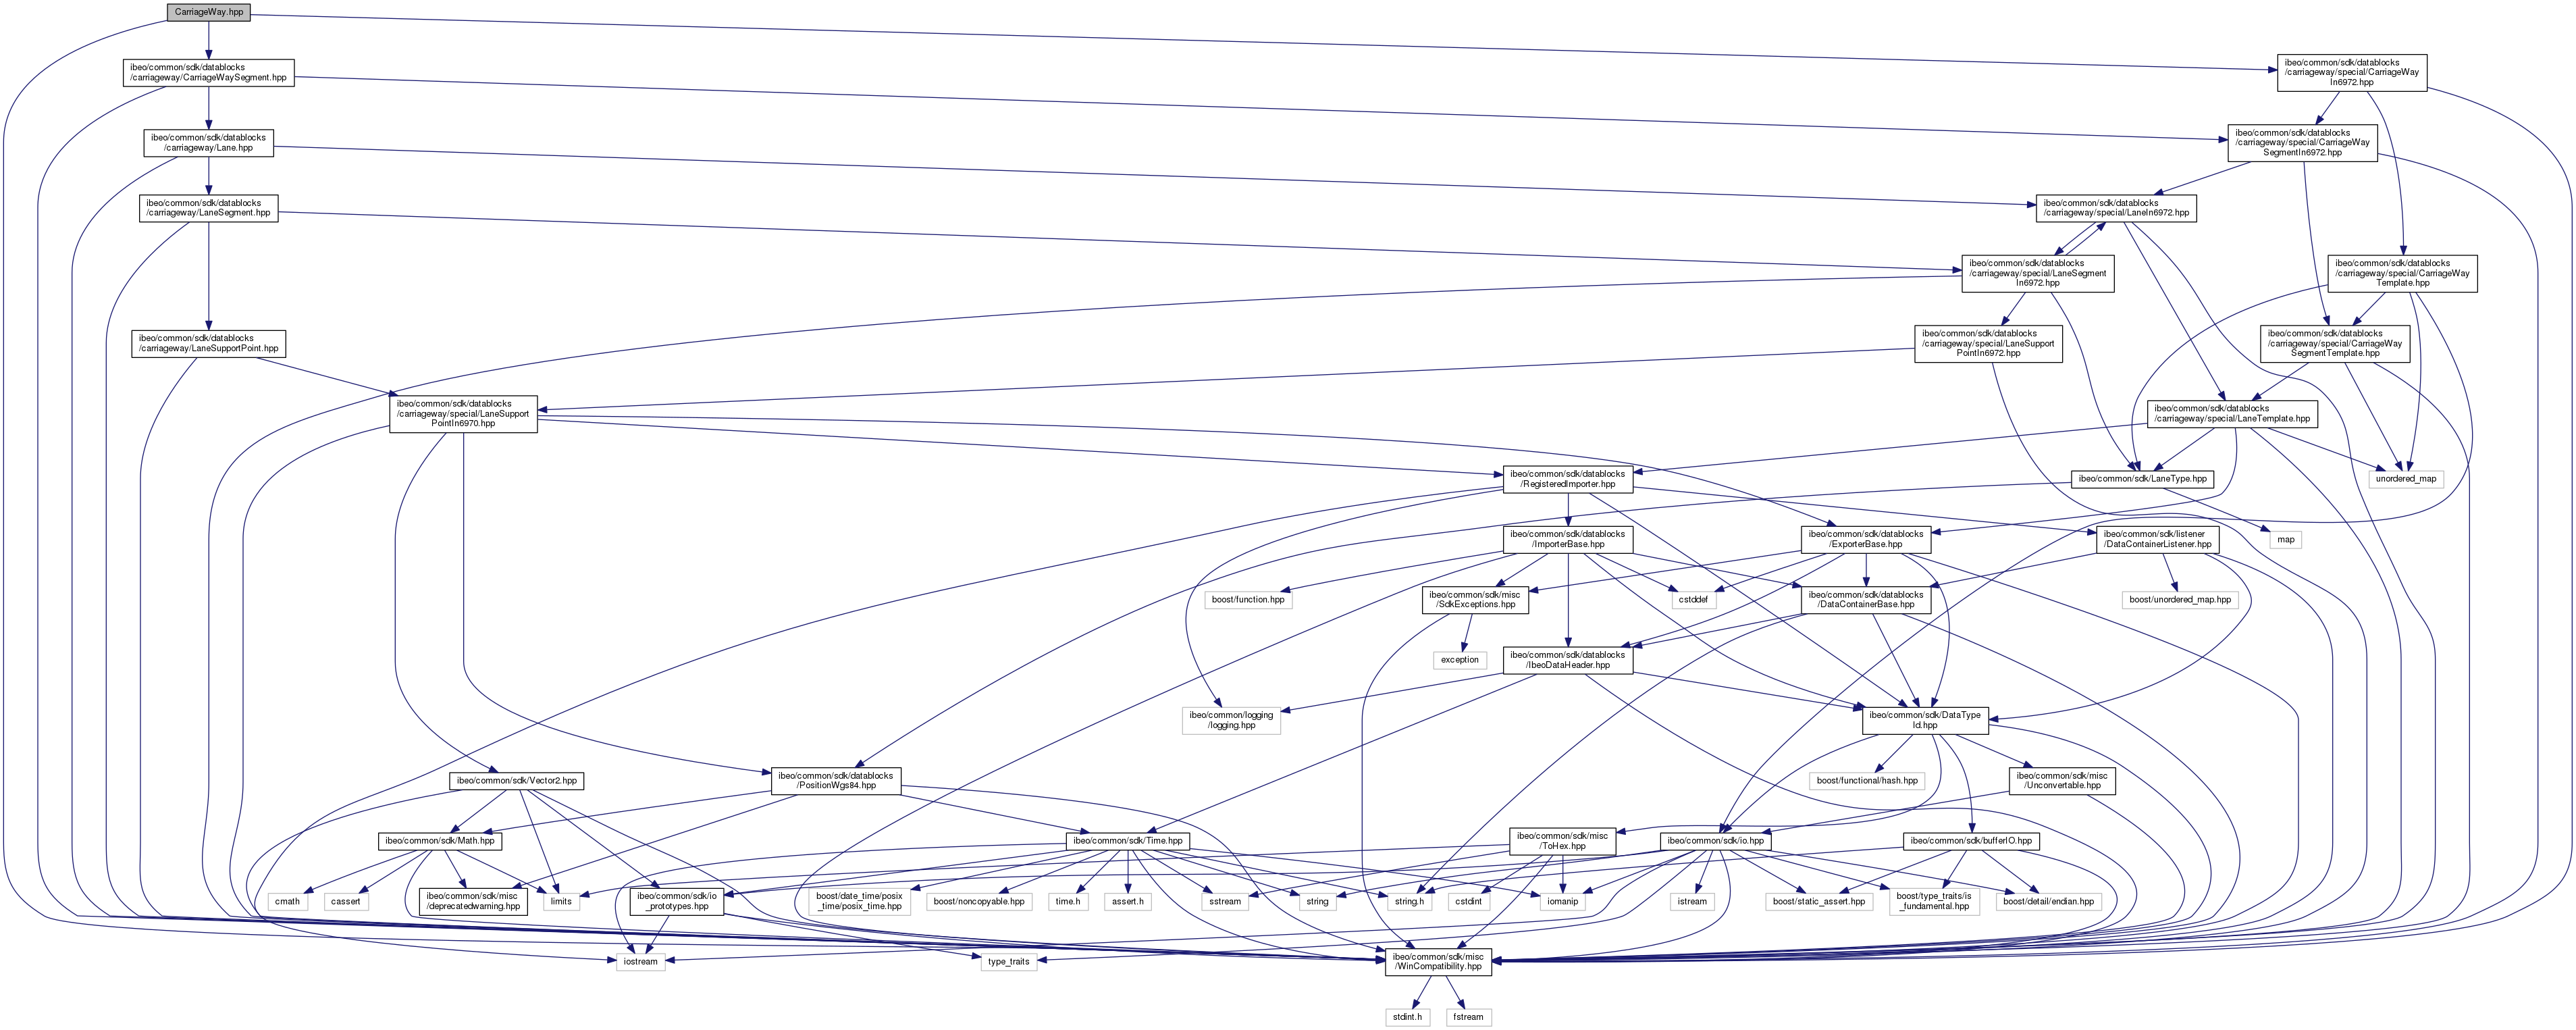 CarriageWay.hpp
ibeo/common/sdk/datablocks
/carriageway/CarriageWaySegment.hpp
ibeo/common/sdk/datablocks
/carriageway/special/CarriageWay
In6972.hpp
ibeo/common/sdk/datablocks
/carriageway/Lane.hpp
ibeo/common/sdk/datablocks
/carriageway/special/CarriageWay
SegmentIn6972.hpp
ibeo/common/sdk/datablocks
/carriageway/LaneSegment.hpp
ibeo/common/sdk/datablocks
/carriageway/special/LaneIn6972.hpp
ibeo/common/sdk/datablocks
/carriageway/special/LaneSegment
In6972.hpp
ibeo/common/sdk/datablocks
/carriageway/special/CarriageWay
Template.hpp
ibeo/common/sdk/datablocks
/carriageway/LaneSupportPoint.hpp
ibeo/common/sdk/datablocks
/carriageway/special/LaneSupport
PointIn6972.hpp
ibeo/common/sdk/datablocks
/carriageway/special/CarriageWay
SegmentTemplate.hpp
ibeo/common/sdk/datablocks
/carriageway/special/LaneSupport
PointIn6970.hpp
ibeo/common/sdk/datablocks
/carriageway/special/LaneTemplate.hpp
ibeo/common/sdk/datablocks
/RegisteredImporter.hpp
ibeo/common/sdk/LaneType.hpp
unordered_map
ibeo/common/sdk/datablocks
/ImporterBase.hpp
ibeo/common/sdk/datablocks
/ExporterBase.hpp
ibeo/common/sdk/listener
/DataContainerListener.hpp
map
boost/function.hpp
ibeo/common/sdk/misc
/SdkExceptions.hpp
cstddef
ibeo/common/sdk/datablocks
/DataContainerBase.hpp
boost/unordered_map.hpp
exception
ibeo/common/sdk/datablocks
/IbeoDataHeader.hpp
ibeo/common/logging
/logging.hpp
ibeo/common/sdk/DataType
Id.hpp
ibeo/common/sdk/Vector2.hpp
ibeo/common/sdk/datablocks
/PositionWgs84.hpp
boost/functional/hash.hpp
ibeo/common/sdk/misc
/Unconvertable.hpp
ibeo/common/sdk/Math.hpp
ibeo/common/sdk/Time.hpp
ibeo/common/sdk/misc
/ToHex.hpp
ibeo/common/sdk/io.hpp
ibeo/common/sdk/bufferIO.hpp
cmath
cassert
ibeo/common/sdk/misc
/deprecatedwarning.hpp
limits
ibeo/common/sdk/io
_prototypes.hpp
boost/date_time/posix
_time/posix_time.hpp
boost/noncopyable.hpp
time.h
assert.h
sstream
string
string.h
cstdint
iomanip
istream
boost/static_assert.hpp
boost/type_traits/is
_fundamental.hpp
boost/detail/endian.hpp
iostream
type_traits
ibeo/common/sdk/misc
/WinCompatibility.hpp
stdint.h
fstream